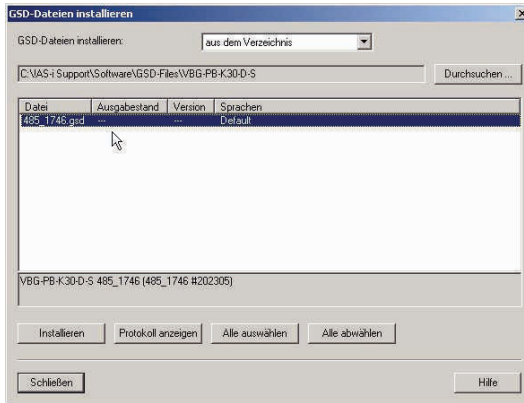 GSD-Dateien installieren
GSD-Dateien installieren: aus dem Verzeichnis
C:\IAS-i Support\Software\GSD-Files\VBG-PB-K30-D-S Durchsuchen ...
Datei Ausgabestand Version Sprachen
485_1746.gsd --- --- Default
VBG-PB-K30-D-S 485_1746 (485_1746 #202305)
Installieren Protokoll anzeigen Alle auswählen Alle abwählen
Schließen Hilfe